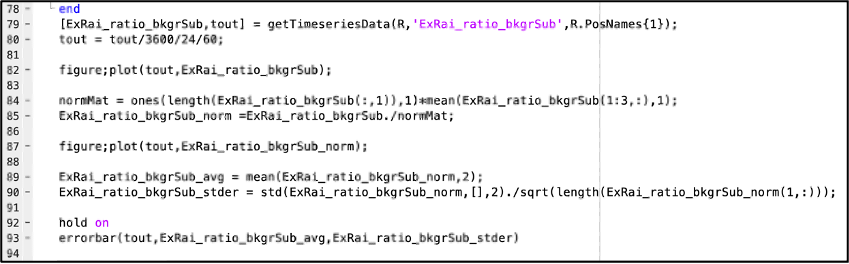 78 - end
79 - [ExRai_ratio_bkgrSub,tout] = getTimeseriesData(R,'ExRai_ratio_bkgrSub',R.PosNames{1});
80 - tout = tout/3600/24/60;
81
82 - figure;plot(tout,ExRai_ratio_bkgrSub);
83
84 - normMat = ones(length(ExRai_ratio_bkgrSub(:,1)),1)*mean(ExRai_ratio_bkgrSub(1:3,:),1);
85 - ExRai_ratio_bkgrSub_norm =ExRai_ratio_bkgrSub./normMat;
86
87 - figure;plot(tout,ExRai_ratio_bkgrSub_norm);
88
89 - ExRai_ratio_bkgrSub_avg = mean(ExRai_ratio_bkgrSub_norm,2);
90 - ExRai_ratio_bkgrSub_stder = std(ExRai_ratio_bkgrSub_norm,[],2)./sqrt(length(ExRai_ratio_bkgrSub_norm(1,:)));
91
92 - hold on
93 - errorbar(tout,ExRai_ratio_bkgrSub_avg,ExRai_ratio_bkgrSub_stder)
94